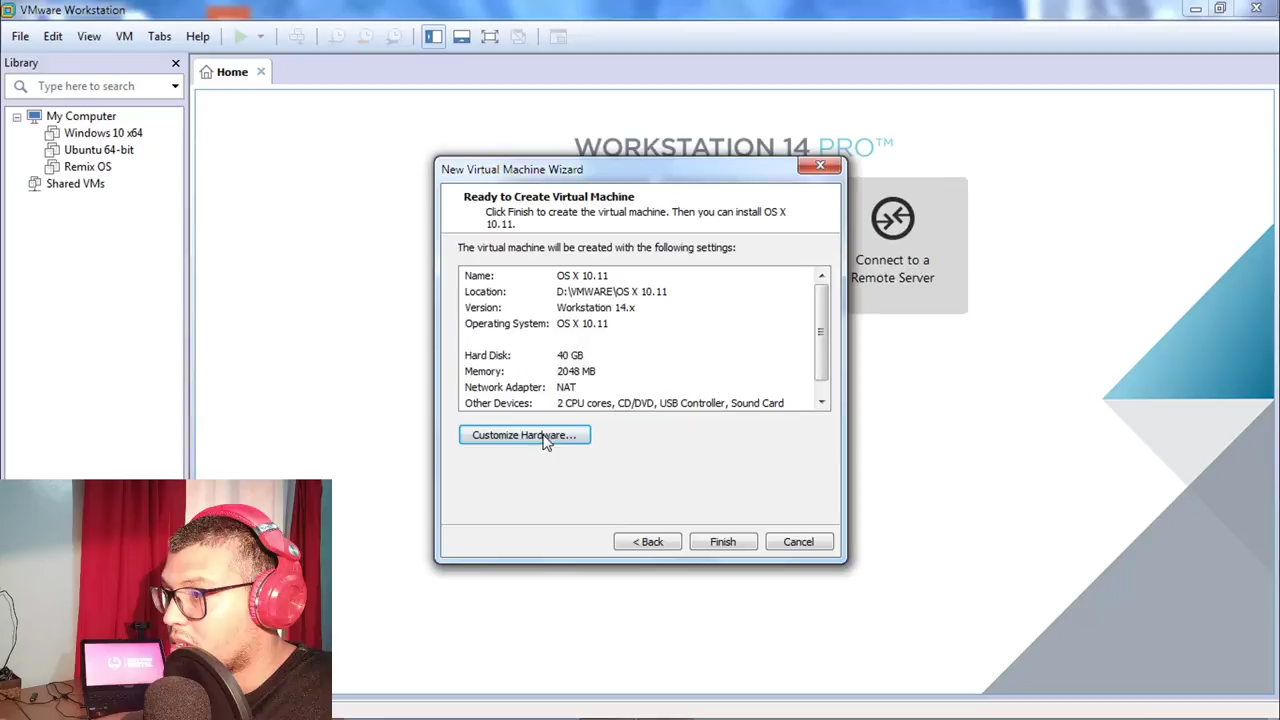 VMware Workstation
File Edit View VM Tabs Help
Library
Type here to search
Home
My Computer
Windows 10 x64
Ubuntu 64-bit
Remix OS
Shared VMs
WORKSTATION 14 PRO™
Connect to a
Remote Server
New Virtual Machine Wizard
Ready to Create Virtual Machine
Click Finish to create the virtual machine. Then you can install OS X
10.11.
The virtual machine will be created with the following settings:
Name: OS X 10.11
Location: D:\VMWARE\OS X 10.11
Version: Workstation 14.x
Operating System: OS X 10.11
Hard Disk: 40 GB
Memory: 2048 MB
Network Adapter: NAT
Other Devices: 2 CPU cores, CD/DVD, USB Controller, Sound Card
Customize Hardware...
< Back Finish Cancel